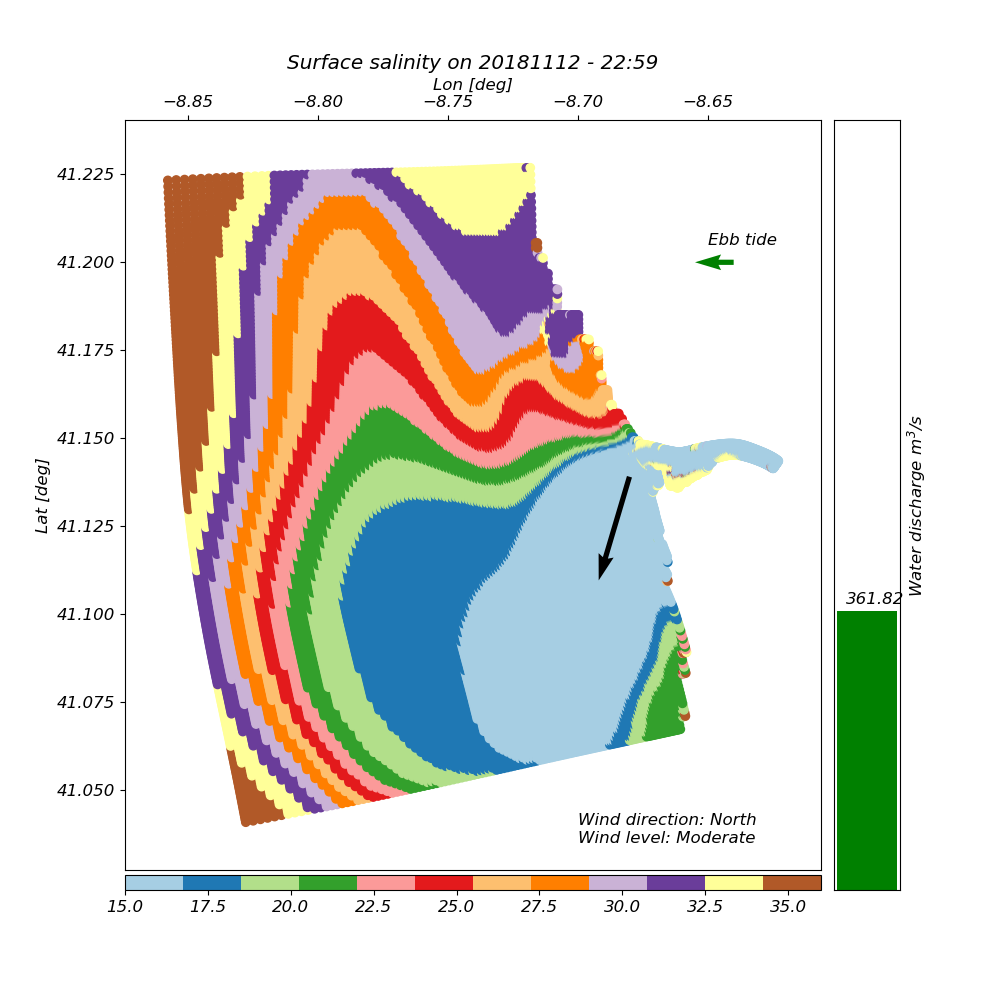 Surface salinity on 20181112 - 22:59
Lon [deg]
−8.85 −8.80 −8.75 −8.70 −8.65
41.225
41.200
41.175
41.150
41.125
41.100
41.075
41.050
Lat [deg]
Ebb tide
Wind direction: North
Wind level: Moderate
361.82
Water discharge m³/s
15.0 17.5 20.0 22.5 25.0 27.5 30.0 32.5 35.0